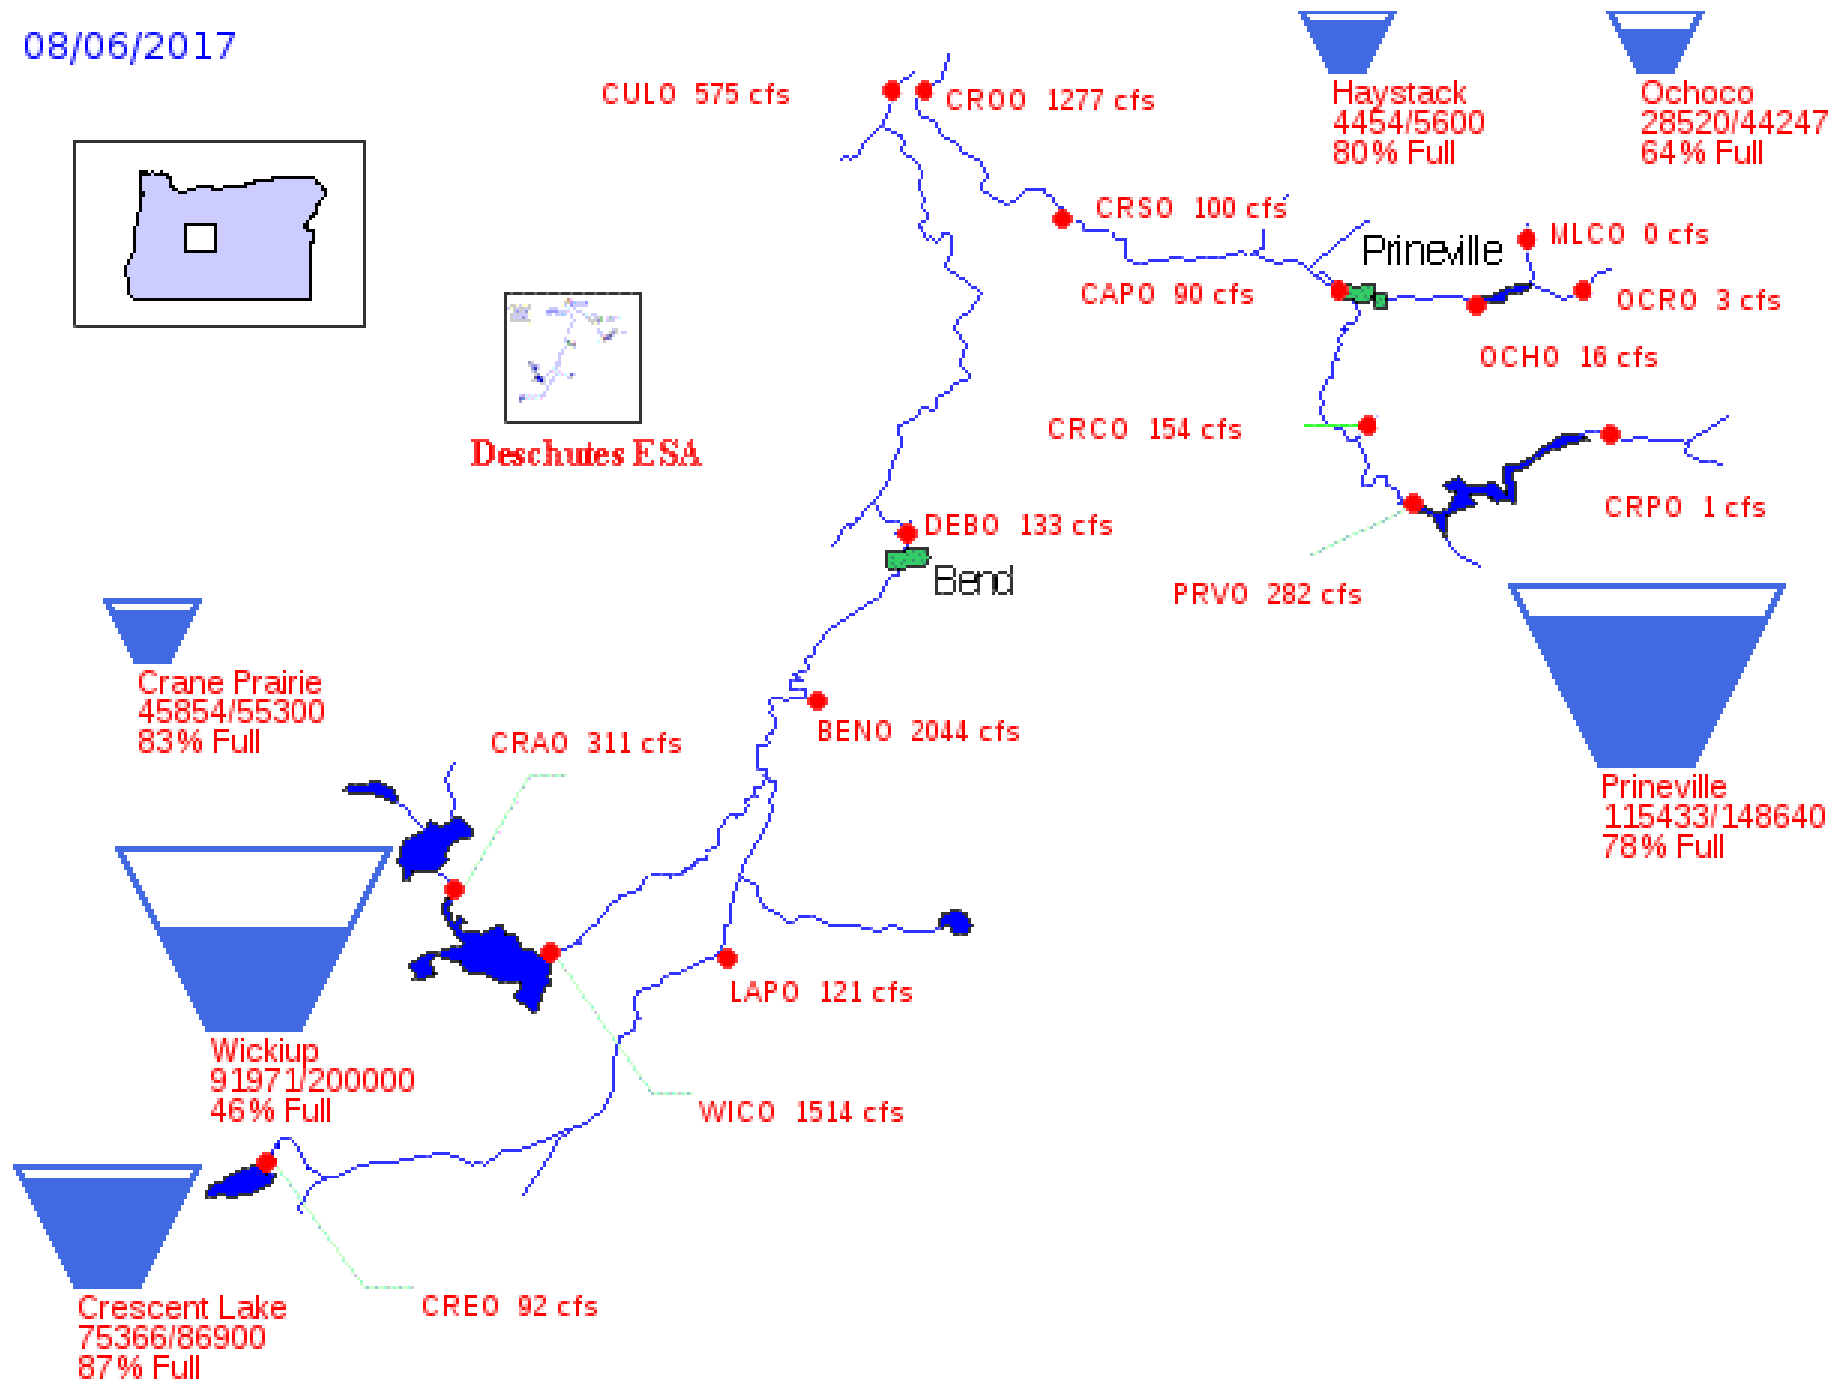 08/06/2017
CULO 575 cfs
CROO 1277 cfs
Haystack
4454/5600
80% Full
Ochoco
28520/44247
64% Full
CRSO 100 cfs
Prineville
MLCO 0 cfs
CAPO 90 cfs
OCRO 3 cfs
OCHO 16 cfs
Deschutes ESA
CRCO 154 cfs
CRPO 1 cfs
DEBO 133 cfs
Bend
PRVO 282 cfs
Crane Prairie
45854/55300
83% Full
CRAO 311 cfs
BENO 2044 cfs
Prineville
115433/148640
78% Full
LAPO 121 cfs
Wickiup
91971/200000
46% Full
WICO 1514 cfs
CREO 92 cfs
Crescent Lake
75366/86900
87% Full